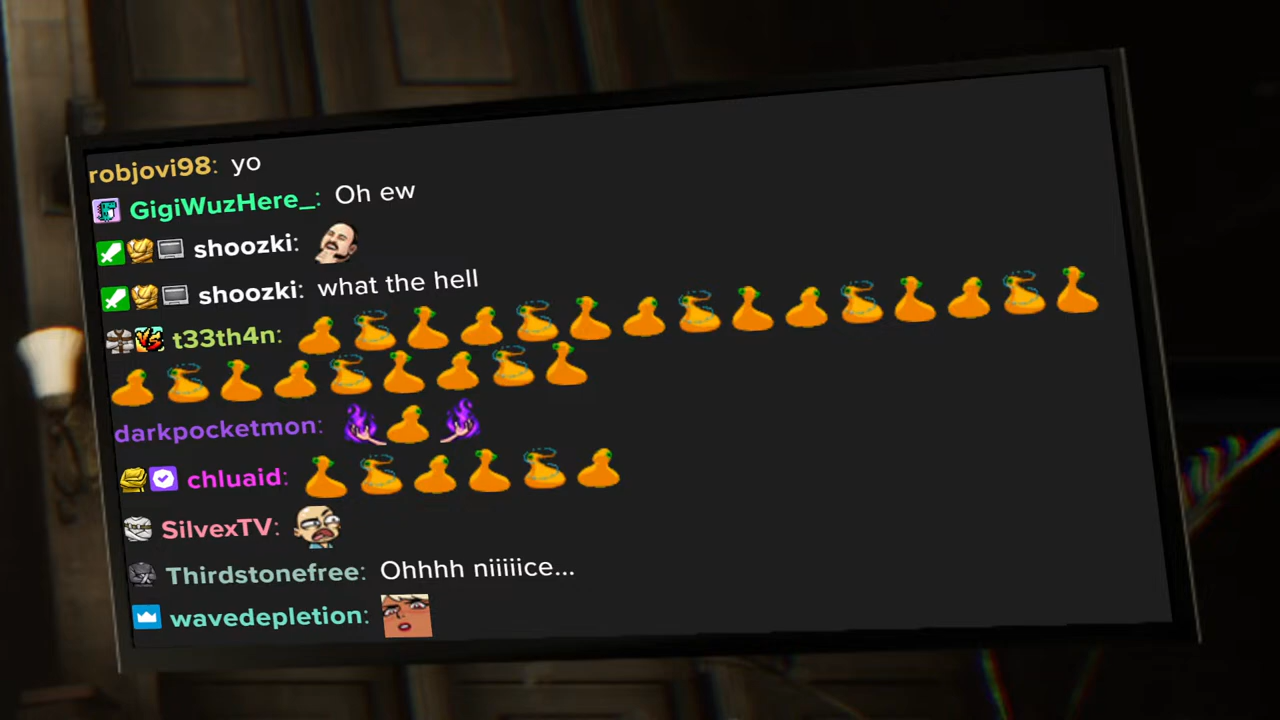 robjovi98: yo
GigiWuzHere_: Oh ew
shoozki:
shoozki: what the hell
t33th4n:
darkpocketmon:
chluaid:
SilvexTV:
Thirdstonefree: Ohhhh niiiiice...
wavedepletion: